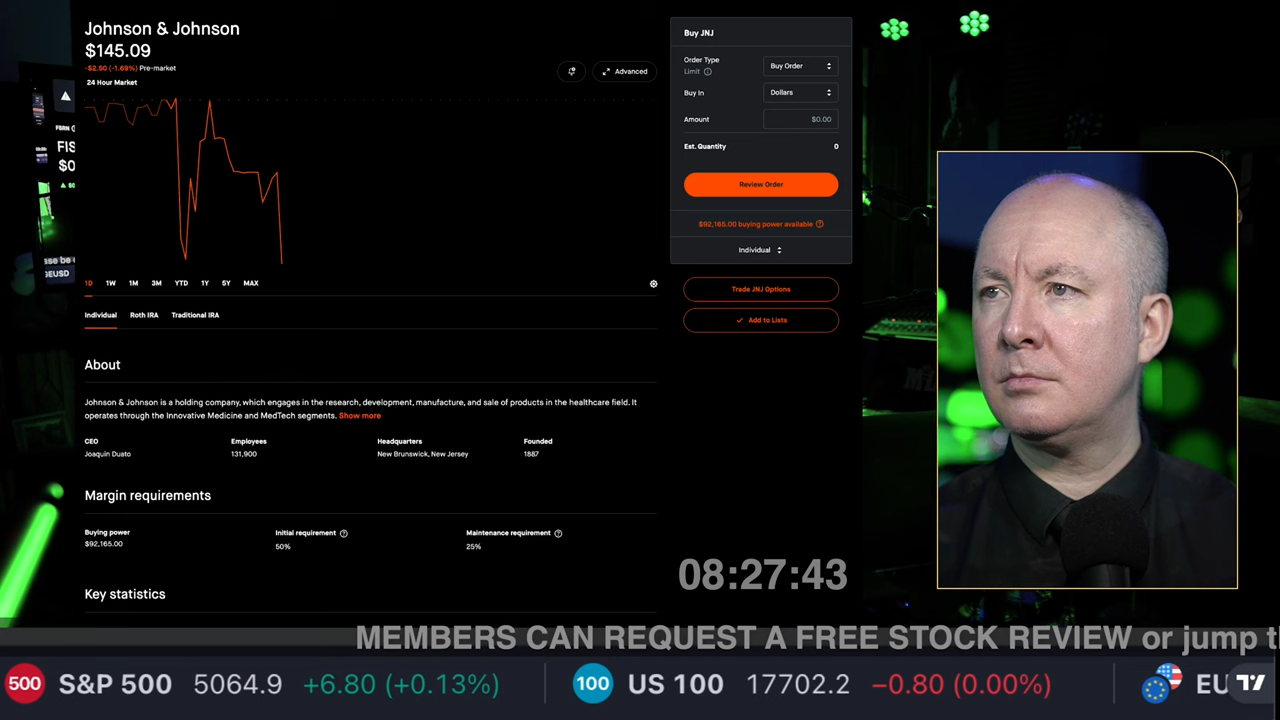 Johnson & Johnson
$145.09
-$2.50 (-1.69%) Pre-market
24 Hour Market
Advanced
FSRN
FIS
$0
ase be
GEUSD
1D 1W 1M 3M YTD 1Y 5Y MAX
Individual Roth IRA Traditional IRA
About
Johnson & Johnson is a holding company, which engages in the research, development, manufacture, and sale of products in the healthcare field. It
operates through the Innovative Medicine and MedTech segments. Show more
CEO Employees Headquarters Founded
Joaquin Duato 131,900 New Brunswick, New Jersey 1887
Margin requirements
Buying power Initial requirement Maintenance requirement
$92,165.00 50% 25%
Key statistics
Buy JNJ
Order Type Buy Order
Limit
Buy In Dollars
Amount $0.00
Est. Quantity 0
Review Order
$92,165.00 buying power available
Individual
Trade JNJ Options
Add to Lists
08:27:43
MEMBERS CAN REQUEST A FREE STOCK REVIEW or jump t
500 S&P 500 5064.9 +6.80 (+0.13%) 100 US 100 17702.2 −0.80 (0.00%) EU